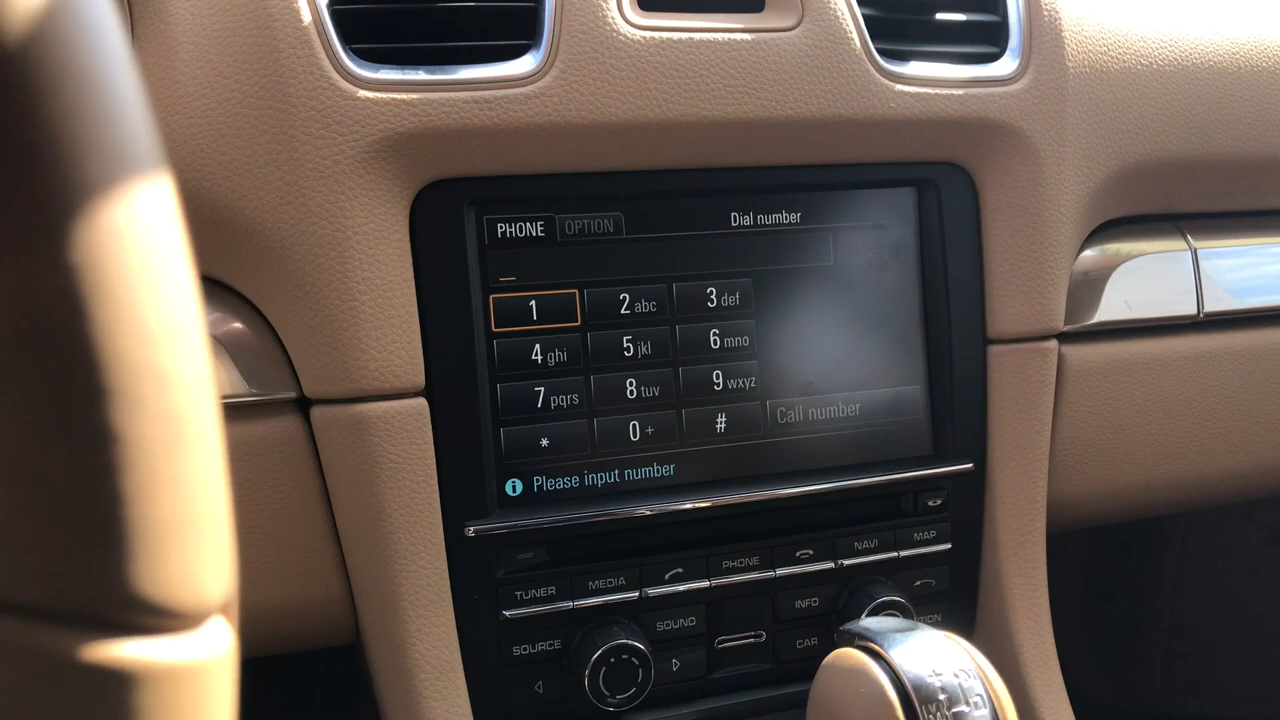 PHONE OPTION Dial number
1 2 abc 3 def
4 ghi 5 jkl 6 mno
7 pqrs 8 tuv 9 wxyz
* 0 + # Call number
i Please input number
TUNER MEDIA PHONE NAVI MAP
SOURCE SOUND INFO
CAR